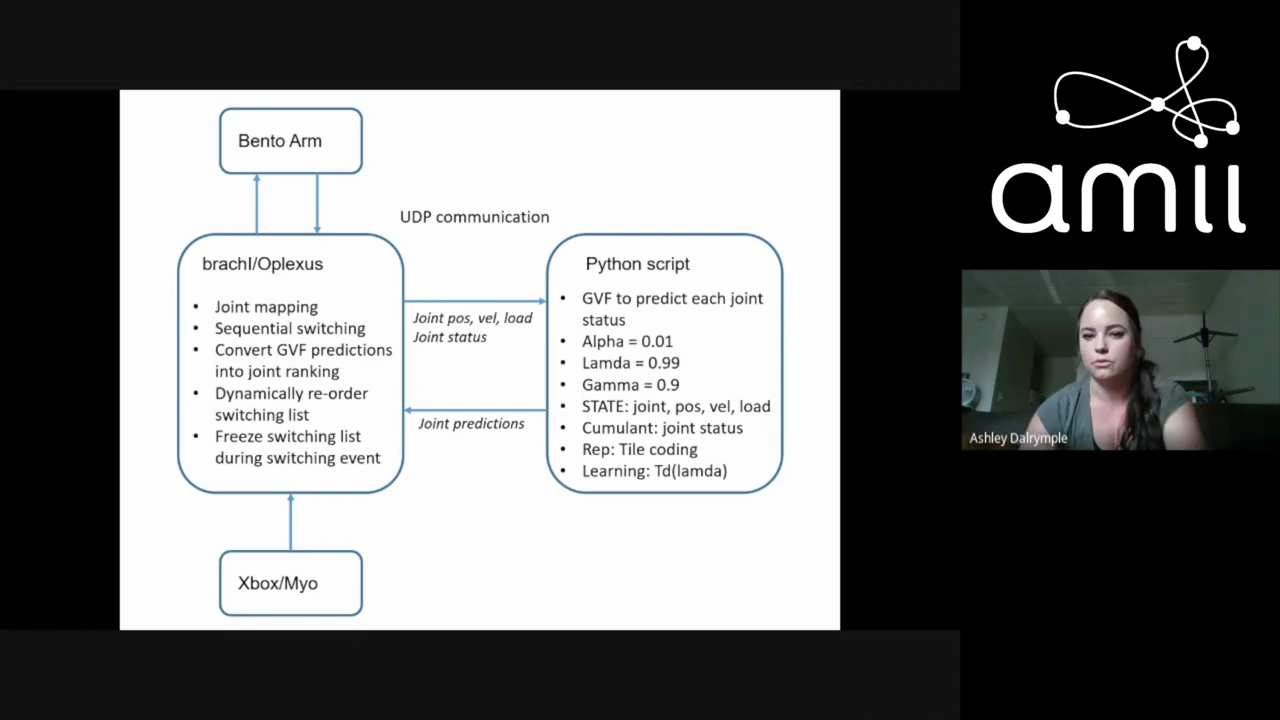 Bento Arm
UDP communication
brachI/Oplexus
• Joint mapping
• Sequential switching
• Convert GVF predictions
into joint ranking
• Dynamically re-order
switching list
• Freeze switching list
during switching event
Joint pos, vel, load
Joint status
Joint predictions
Python script
• GVF to predict each joint
status
• Alpha = 0.01
• Lamda = 0.99
• Gamma = 0.9
• STATE: joint, pos, vel, load
• Cumulant: joint status
• Rep: Tile coding
• Learning: Td(lamda)
Xbox/Myo
amii
Ashley Dalrymple